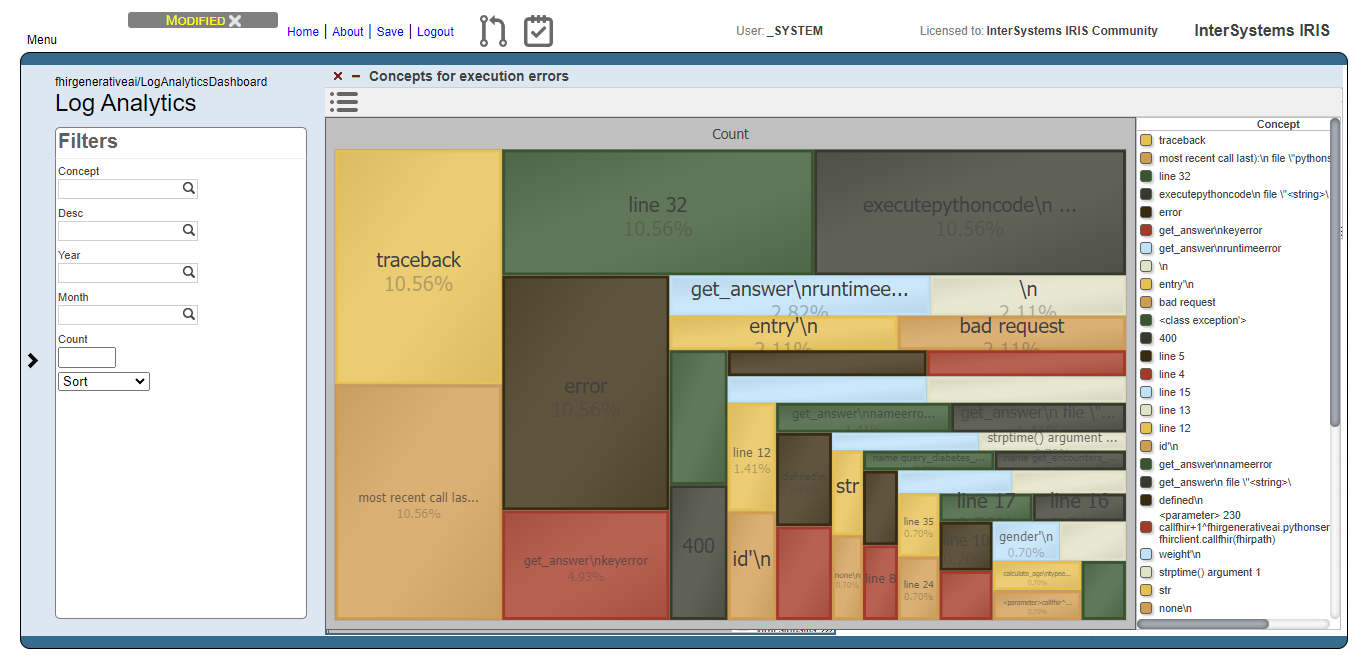 MODIFIED
Menu
Home | About | Save | Logout
User: _SYSTEM
Licensed to: InterSystems IRIS Community
InterSystems IRIS
fhirgenerativeai/LogAnalyticsDashboard
Log Analytics
Filters
Concept
Desc
Year
Month
Count
Sort
Concepts for execution errors
Count
traceback
10.56%
line 32
10.56%
executepythoncode\n ...
10.56%
error
10.56%
most recent call las...
10.56%
get_answer\nkeyerror
4.93%
get_answer\nruntimee...
2.82%
\n
2.11%
entry'\n
2.11%
bad request
2.11%
400
line 12
1.41%
id'\n
get_answer\nnameerro...
1.41%
get_answer\n file \"...
defined'\n
strptime() argument ...
name query_diabetes_...
name get_encounters_...
str
none\n
0.70%
line 8
line 35
0.70%
line 24
0.70%
line 17
line 16
line 10
0.70%
gender'\n
0.70%
calculate_age\ntypee...
0.70%
<parameter>callfhir^...
0.70%
Concept
traceback
most recent call last):\n file \"pythons
line 32
executepythoncode\n file \"<string>\
error
get_answer\nkeyerror
get_answer\nruntimeerror
\n
entry'\n
bad request
<class exception'>
400
line 5
line 4
line 15
line 13
line 12
id'\n
get_answer\nnameerror
get_answer\n file \"<string>\
defined\n
<parameter> 230
callfhir+1^fhirgenerativeai.pythonser
fhirclient.callfhir(fhirpath)
weight'\n
strptime() argument 1
str
none\n